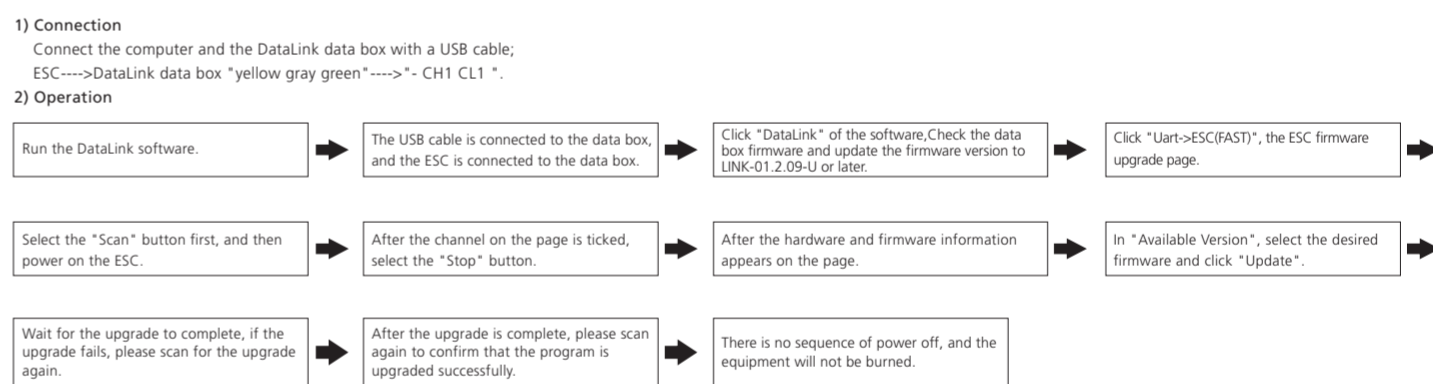 1) Connection
Connect the computer and the DataLink data box with a USB cable;
ESC---->DataLink data box "yellow gray green"---->"- CH1 CL1 ".
2) Operation
Run the DataLink software.
The USB cable is connected to the data box,
and the ESC is connected to the data box.
Click "DataLink" of the software,Check the data
box firmware and update the firmware version to
LINK-01.2.09-U or later.
Click "Uart->ESC(FAST)", the ESC firmware
upgrade page.
Select the "Scan" button first, and then
power on the ESC.
After the channel on the page is ticked,
select the "Stop" button.
After the hardware and firmware information
appears on the page.
In "Available Version", select the desired
firmware and click "Update".
Wait for the upgrade to complete, if the
upgrade fails, please scan for the upgrade
again.
After the upgrade is complete, please scan
again to confirm that the program is
upgraded successfully.
There is no sequence of power off, and the
equipment will not be burned.